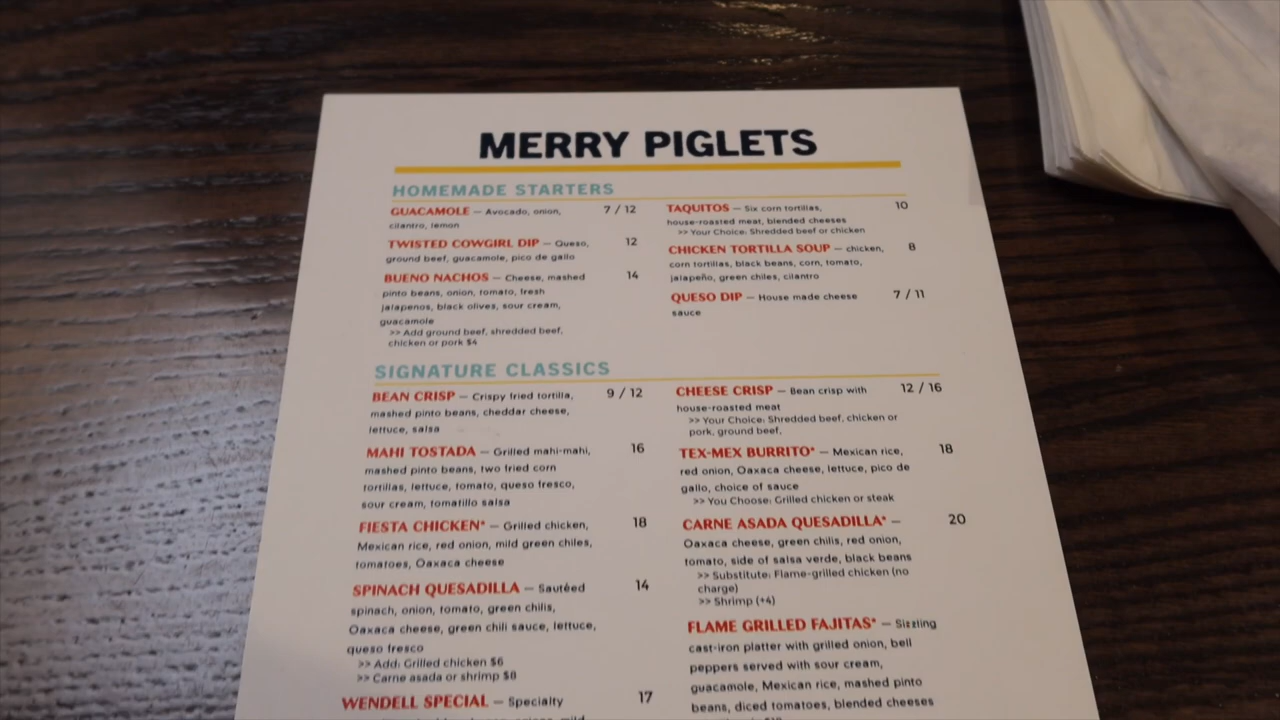 MERRY PIGLETS
HOMEMADE STARTERS
GUACAMOLE — Avocado, onion, 7 / 12
cilantro, lemon
TWISTED COWGIRL DIP — Queso, 12
ground beef, guacamole, pico de gallo
BUENO NACHOS — Cheese, mashed 14
pinto beans, onion, tomato, fresh
jalapenos, black olives, sour cream,
guacamole
>> Add ground beef, shredded beef,
chicken or pork $4
TAQUITOS — Six corn tortillas, 10
house-roasted meat, blended cheeses
>> Your Choice: Shredded beef or chicken
CHICKEN TORTILLA SOUP — chicken, 8
corn tortillas, black beans, corn, tomato,
jalapeño, green chiles, cilantro
QUESO DIP — House made cheese 7 / 11
sauce
SIGNATURE CLASSICS
BEAN CRISP — Crispy fried tortilla, 9 / 12
mashed pinto beans, cheddar cheese,
lettuce, salsa
MAHI TOSTADA — Grilled mahi-mahi, 16
mashed pinto beans, two fried corn
tortillas, lettuce, tomato, queso fresco,
sour cream, tomatillo salsa
FIESTA CHICKEN* — Grilled chicken, 18
Mexican rice, red onion, mild green chiles,
tomatoes, Oaxaca cheese
SPINACH QUESADILLA — Sautéed 14
spinach, onion, tomato, green chilis,
Oaxaca cheese, green chili sauce, lettuce,
queso fresco
>> Add: Grilled chicken $6
>> Carne asada or shrimp $8
WENDELL SPECIAL — Specialty 17
CHEESE CRISP — Bean crisp with 12 / 16
house-roasted meat
>> Your Choice: Shredded beef, chicken or
pork, ground beef,
TEX-MEX BURRITO* — Mexican rice, 18
red onion, Oaxaca cheese, lettuce, pico de
gallo, choice of sauce
>> You Choose: Grilled chicken or steak
CARNE ASADA QUESADILLA* — 20
Oaxaca cheese, green chilis, red onion,
tomato, side of salsa verde, black beans
>> Substitute: Flame-grilled chicken (no
charge)
>> Shrimp (+4)
FLAME GRILLED FAJITAS* — Sizzling
cast-iron platter with grilled onion, bell
peppers served with sour cream,
guacamole, Mexican rice, mashed pinto
beans, diced tomatoes, blended cheeses